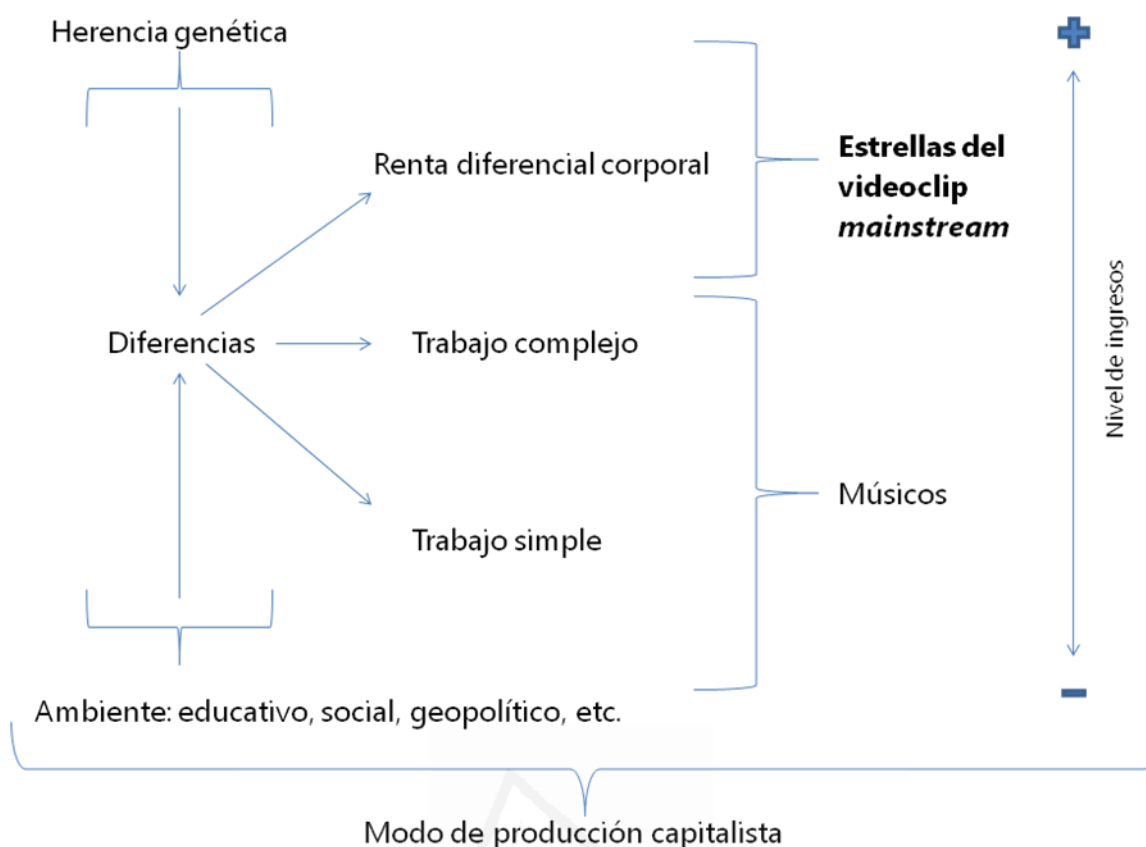 Herencia genética
Renta diferencial corporal
Estrellas del
videoclip
mainstream
Diferencias
Trabajo complejo
Nivel de ingresos
Músicos
Trabajo simple
Ambiente: educativo, social, geopolítico, etc.
Modo de producción capitalista